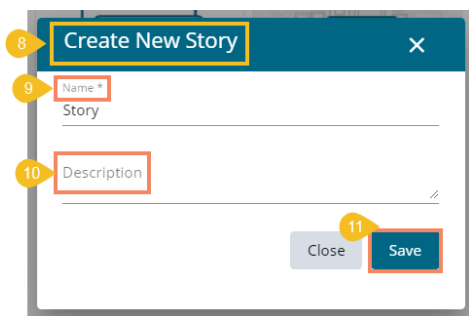 8 Create New Story
9 Name *
Story
10 Description
11
Close Save